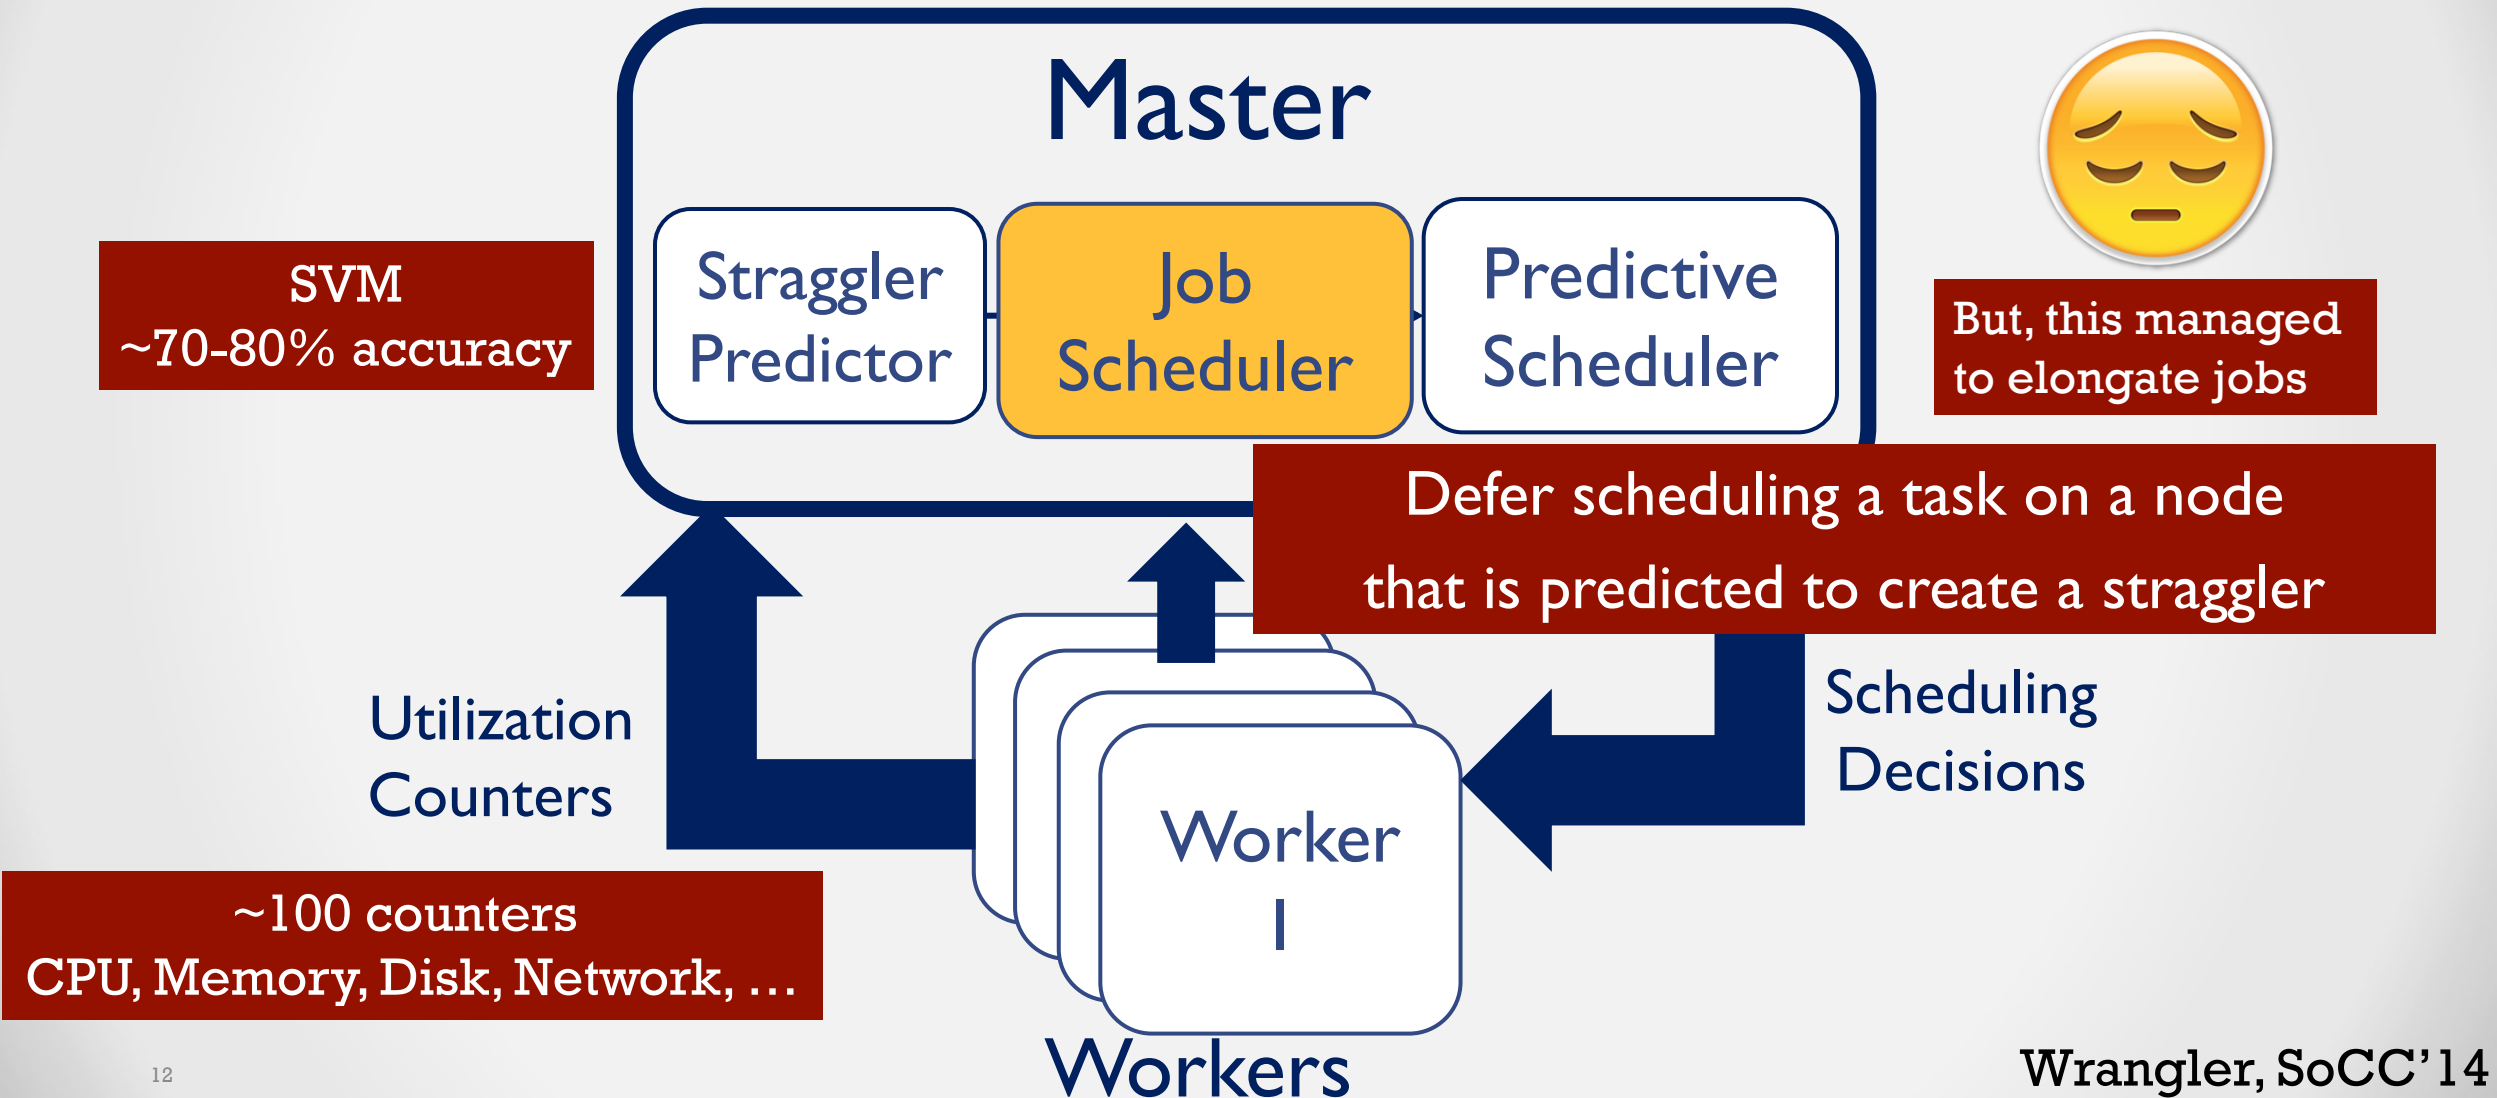 Master
SVM
~70-80% accuracy
Straggler
Predictor
Job
Scheduler
Predictive
Scheduler
But, this managed
to elongate jobs
Defer scheduling a task on a node
that is predicted to create a straggler
Utilization
Counters
Scheduling
Decisions
Worker
1
~100 counters
CPU, Memory, Disk, Network, ...
Workers
12
Wrangler, SoCC'14